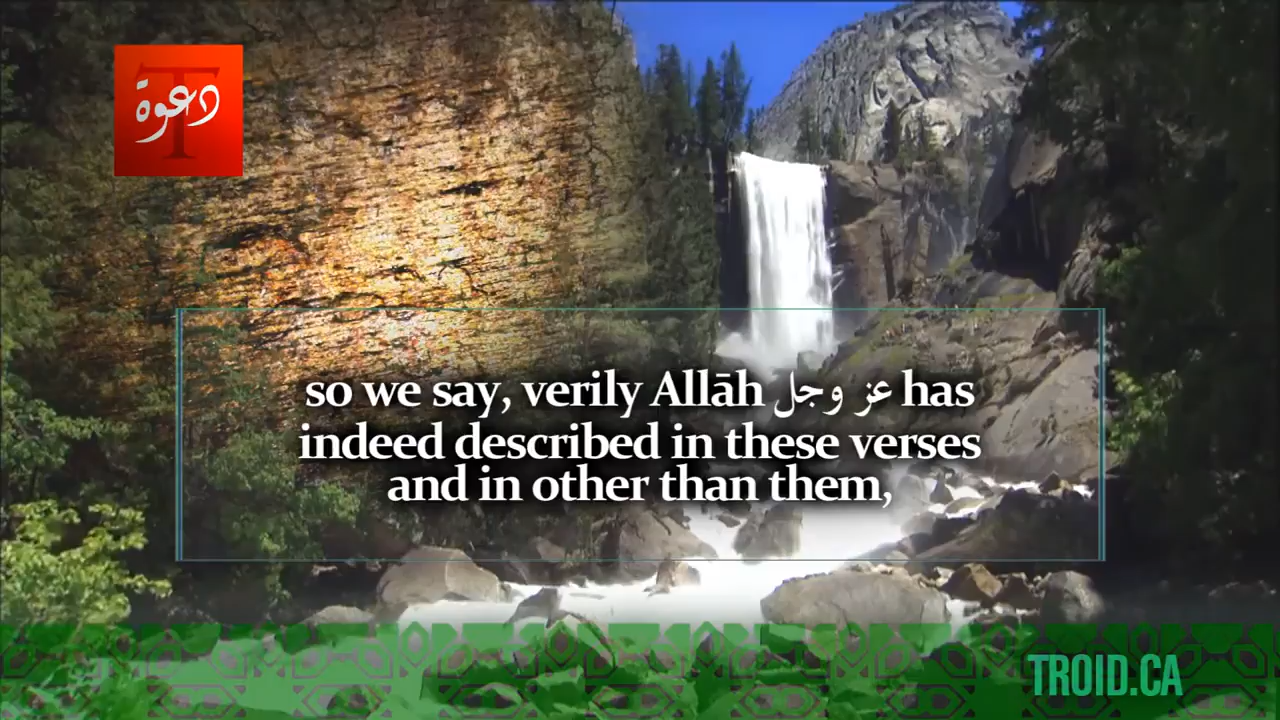 دعوة
T
so we say, verily Allāh عز وجل has
indeed described in these verses
and in other than them,
TROID.CA